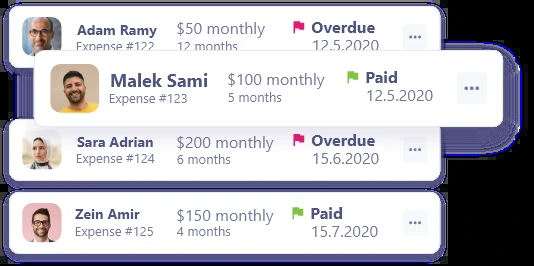 Adam Ramy $50 monthly Overdue
Expense #122 12 months 12.5.2020
Malek Sami $100 monthly Paid
Expense #123 5 months 12.5.2020
Sara Adrian $200 monthly Overdue
Expense #124 6 months 15.6.2020
Zein Amir $150 monthly Paid
Expense #125 4 months 15.7.2020